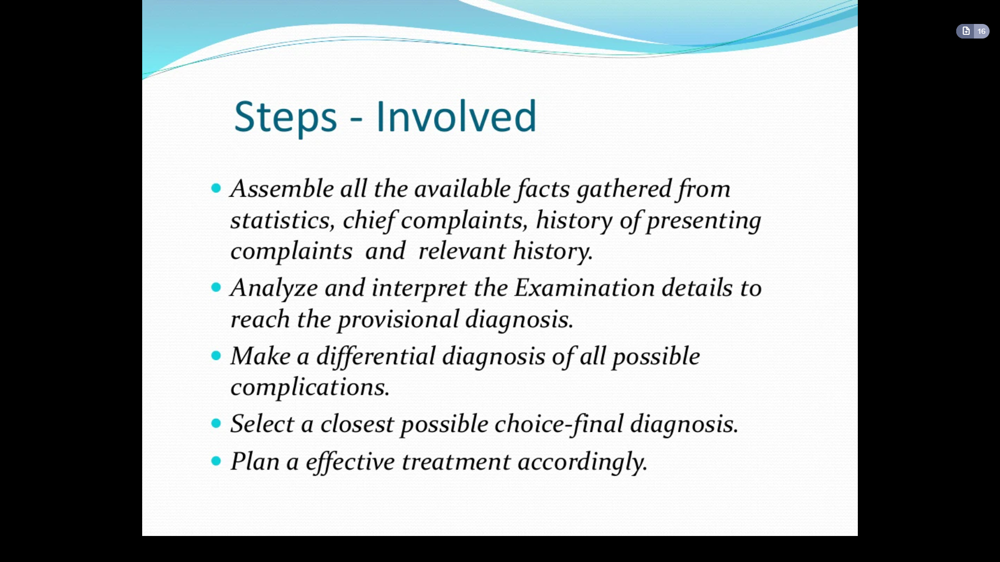 16
Steps - Involved
• Assemble all the available facts gathered from
statistics, chief complaints, history of presenting
complaints  and  relevant history.
• Analyze and interpret the Examination details to
reach the provisional diagnosis.
• Make a differential diagnosis of all possible
complications.
• Select a closest possible choice-final diagnosis.
• Plan a effective treatment accordingly.